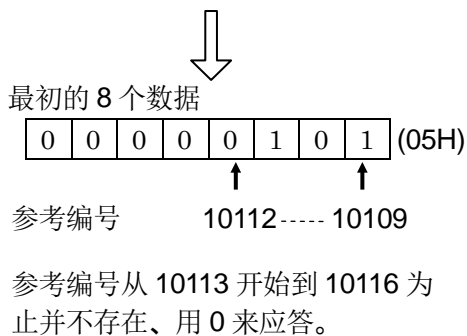 最初的 8 个数据
0 0 0 0 0 1 0 1 (05H)
参考编号 10112 ----- 10109
参考编号从 10113 开始到 10116 为
止并不存在、用 0 来应答。